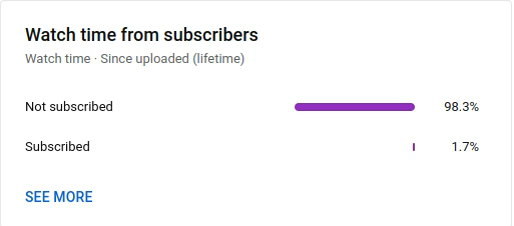 Watch time from subscribers
Watch time · Since uploaded (lifetime)
Not subscribed 98.3%
Subscribed 1.7%
SEE MORE